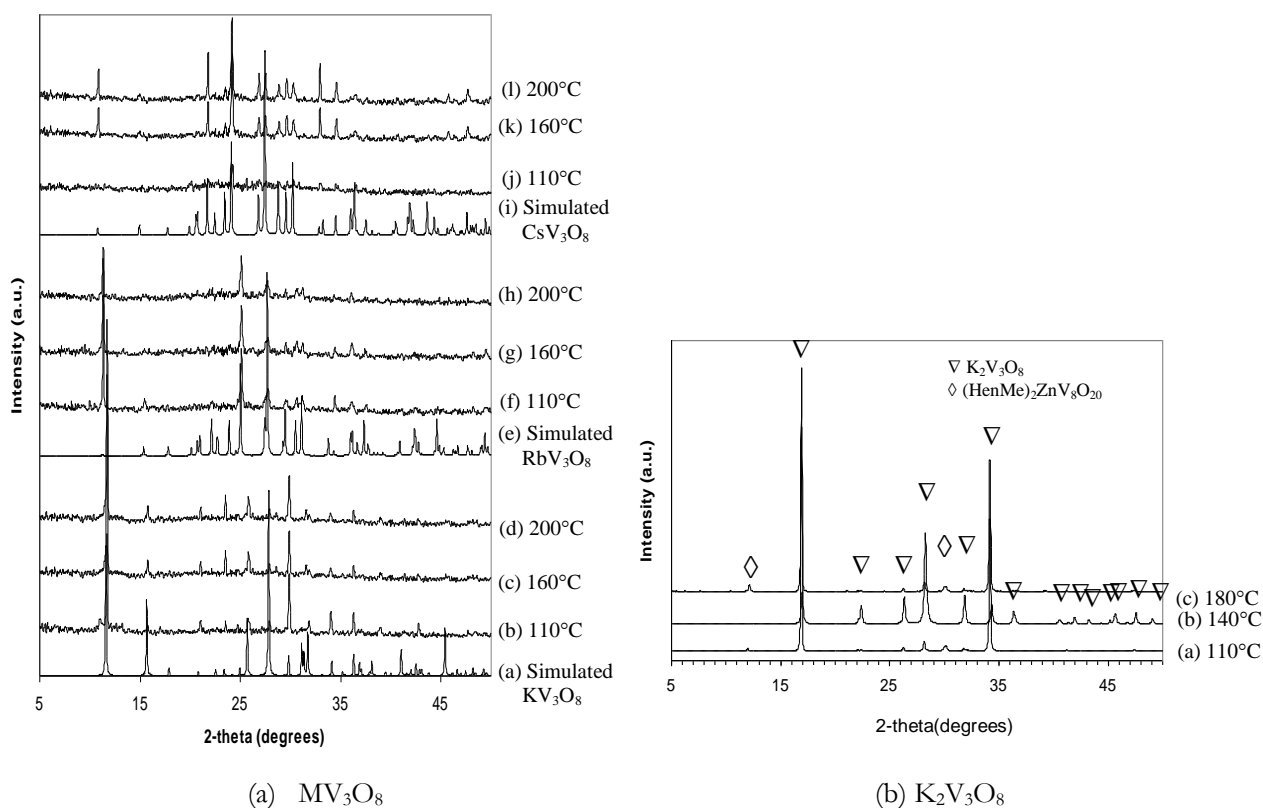 (l) 200°C
(k) 160°C
(j) 110°C
(i) Simulated
CsV₃O₈
(h) 200°C
(g) 160°C
(f) 110°C
(e) Simulated
RbV₃O₈
(d) 200°C
(c) 160°C
(b) 110°C
(a) Simulated
KV₃O₈
Intensity (a.u.)
Intensity (a.u.)
5 15 25 35 45
2-theta (degrees)
(a) MV₃O₈
Intensity (a.u.)
▽ K₂V₃O₈
◊ (HenMe)₂ZnV₈O₂₀
(c) 180°C
(b) 140°C
(a) 110°C
5 15 25 35 45
2-theta(degrees)
(b) K₂V₃O₈